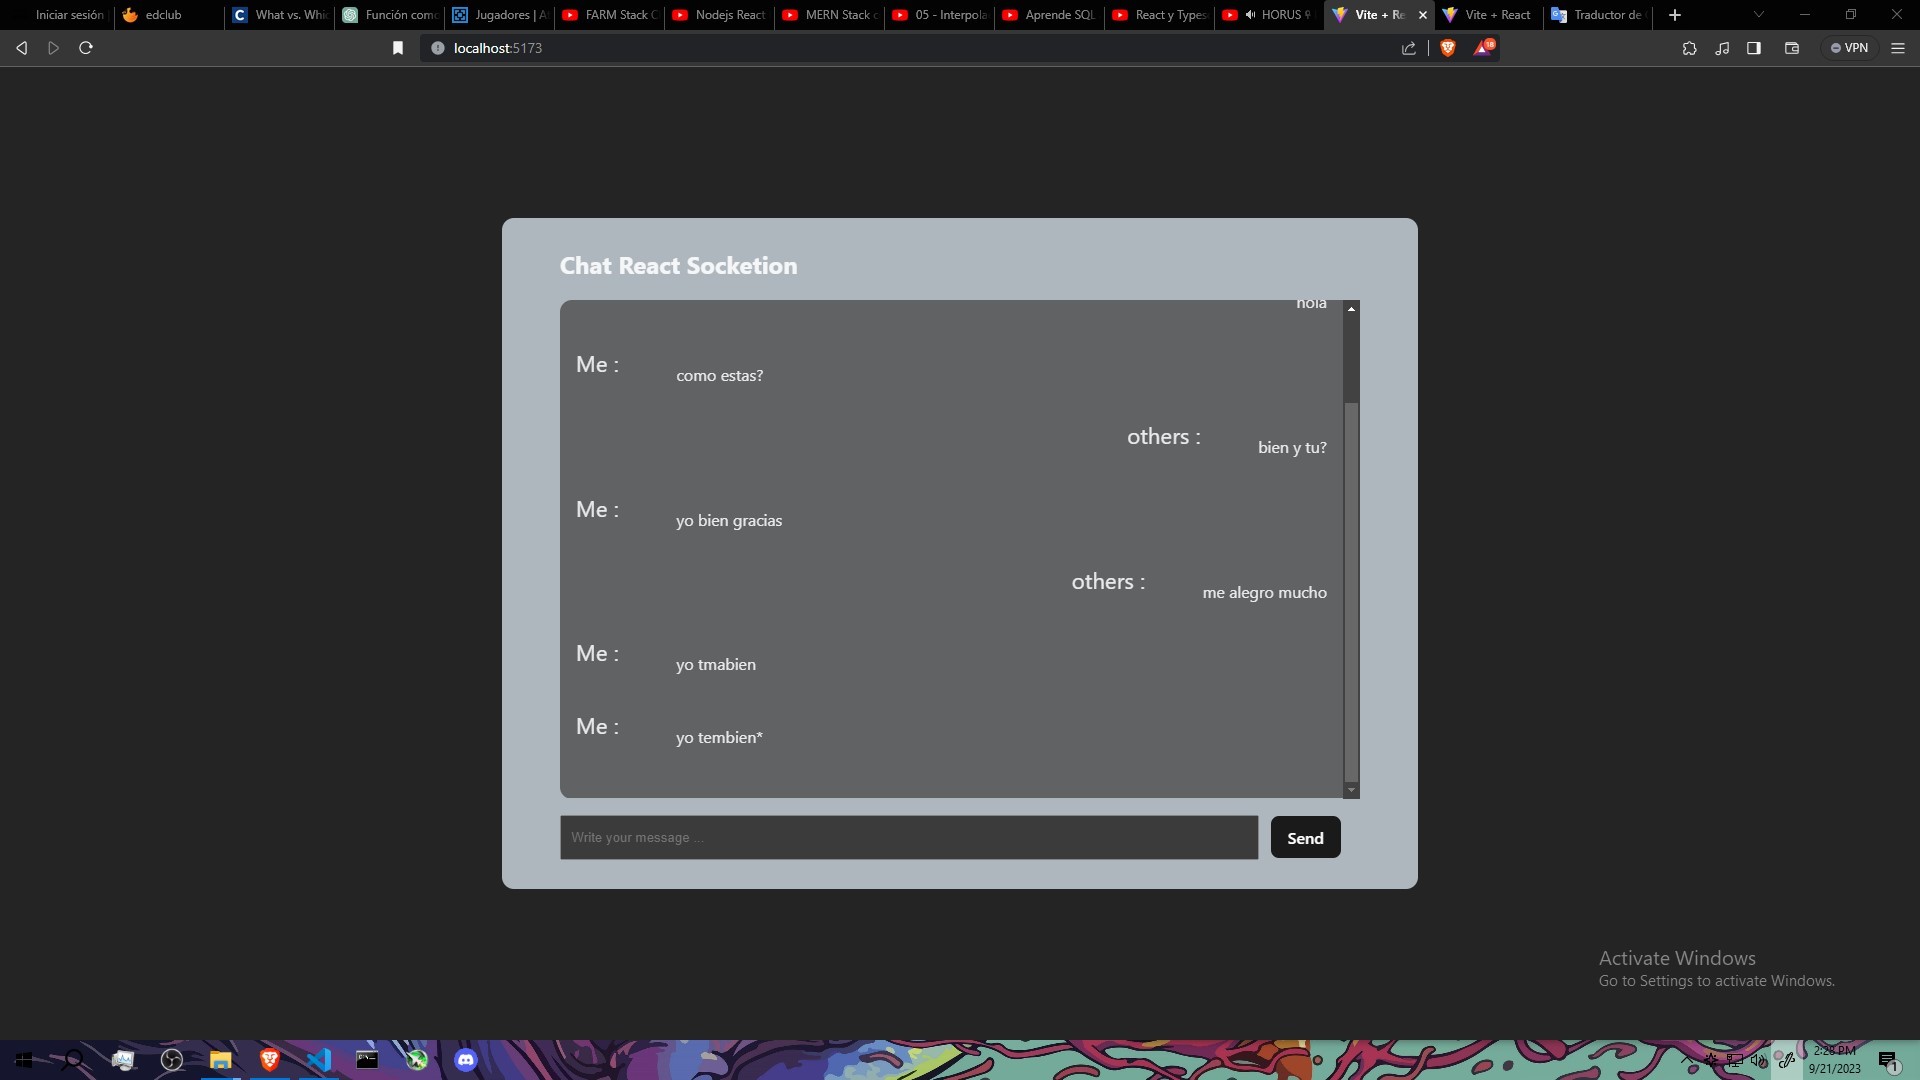 Iniciar sesión
edclub
What vs. Whic
Función como
Jugadores | A
FARM Stack C
Nodejs React
MERN Stack c
05 - Interpola
Aprende SQL
React y Types
HORUS
Vite + Re
Vite + React
Traductor de
localhost:5173
18
VPN
Chat React Socketion
hola
Me :
como estas?
others :
bien y tu?
Me :
yo bien gracias
others :
me alegro mucho
Me :
yo tmabien
Me :
yo tembien*
Write your message ...
Send
Activate Windows
Go to Settings to activate Windows.
2:28 PM
9/21/2023
1